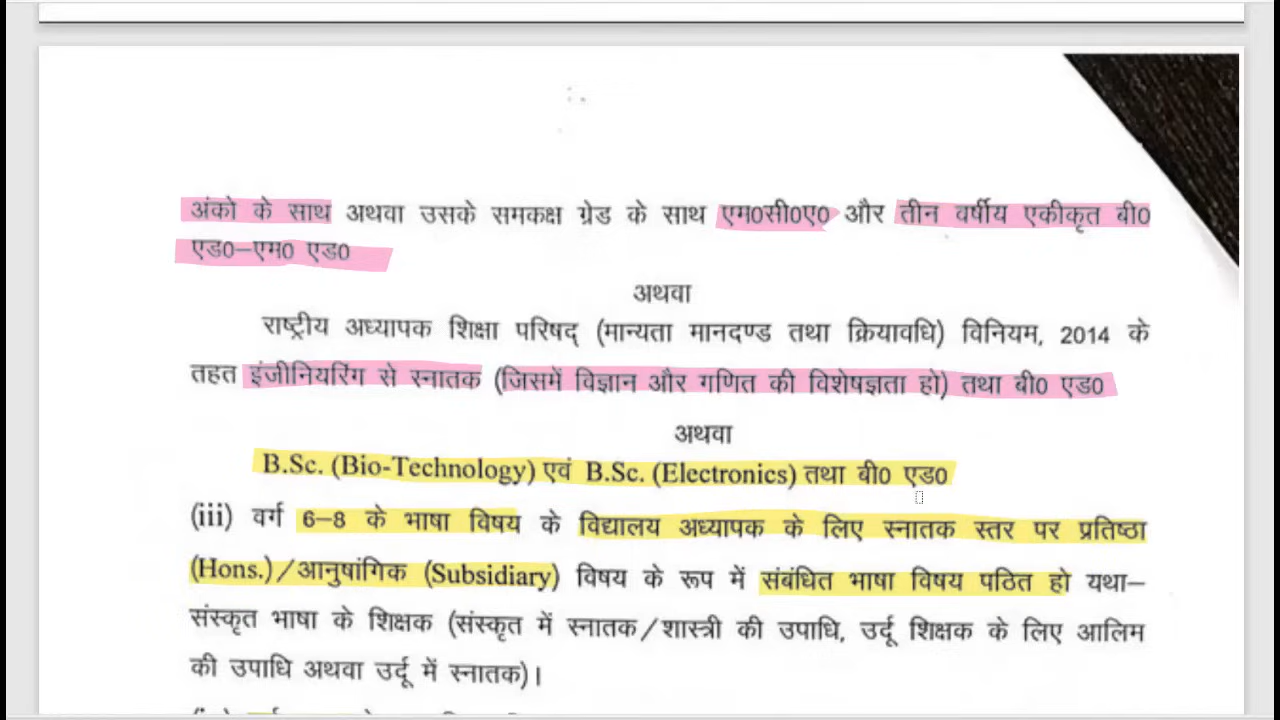 अंको के साथ अथवा उसके समकक्ष ग्रेड के साथ एम0सी0ए0 और तीन वर्षीय एकीकृत बी0
एड0–एम0 एड0
अथवा
राष्ट्रीय अध्यापक शिक्षा परिषद् (मान्यता मानदण्ड तथा क्रियावधि) विनियम, 2014 के
तहत इंजीनियरिंग से स्नातक (जिसमें विज्ञान और गणित की विशेषज्ञता हो) तथा बी0 एड0
अथवा
B.Sc. (Bio-Technology) एवं B.Sc. (Electronics) तथा बी0 एड0
(iii) वर्ग 6–8 के भाषा विषय के विद्यालय अध्यापक के लिए स्नातक स्तर पर प्रतिष्ठा
(Hons.)/आनुषांगिक (Subsidiary) विषय के रूप में संबंधित भाषा विषय पठित हो यथा–
संस्कृत भाषा के शिक्षक (संस्कृत में स्नातक/शास्त्री की उपाधि, उर्दू शिक्षक के लिए आलिम
की उपाधि अथवा उर्दू में स्नातक)।